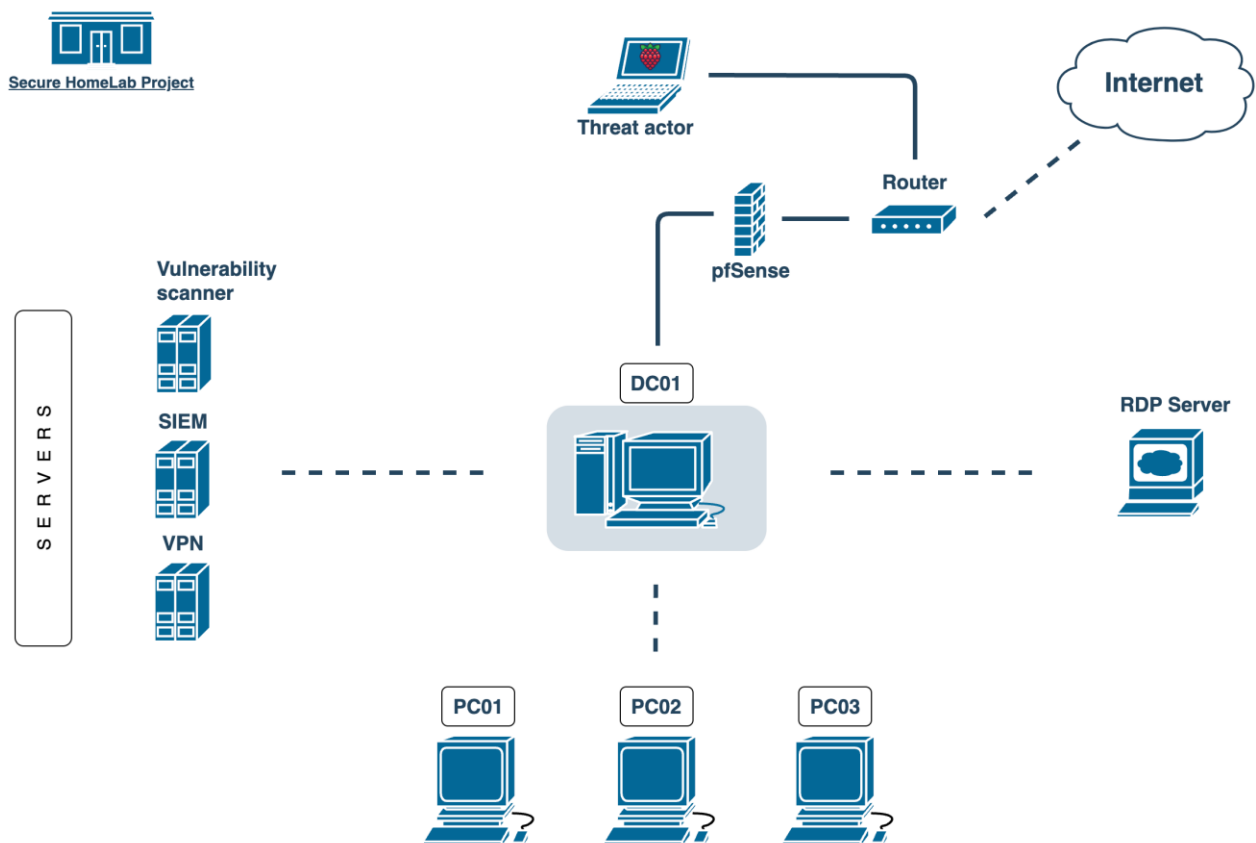 Secure HomeLab Project
Threat actor
Internet
Router
pfSense
Vulnerability
scanner
SERVERS
SIEM
VPN
DC01
RDP Server
PC01
PC02
PC03